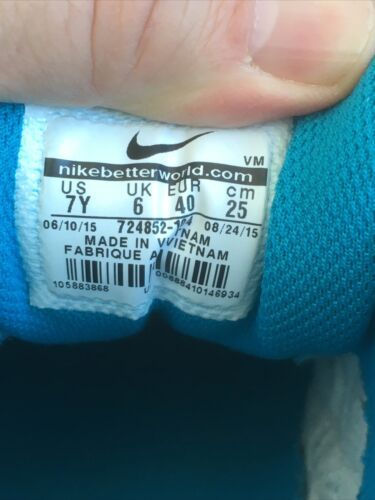 VM
nikebetterworld.com
US UK EUR cm
7Y 6 40 25
06/10/15 08/24/15
MADE IN VIETNAM
FABRIQUE VIETNAM
105883868